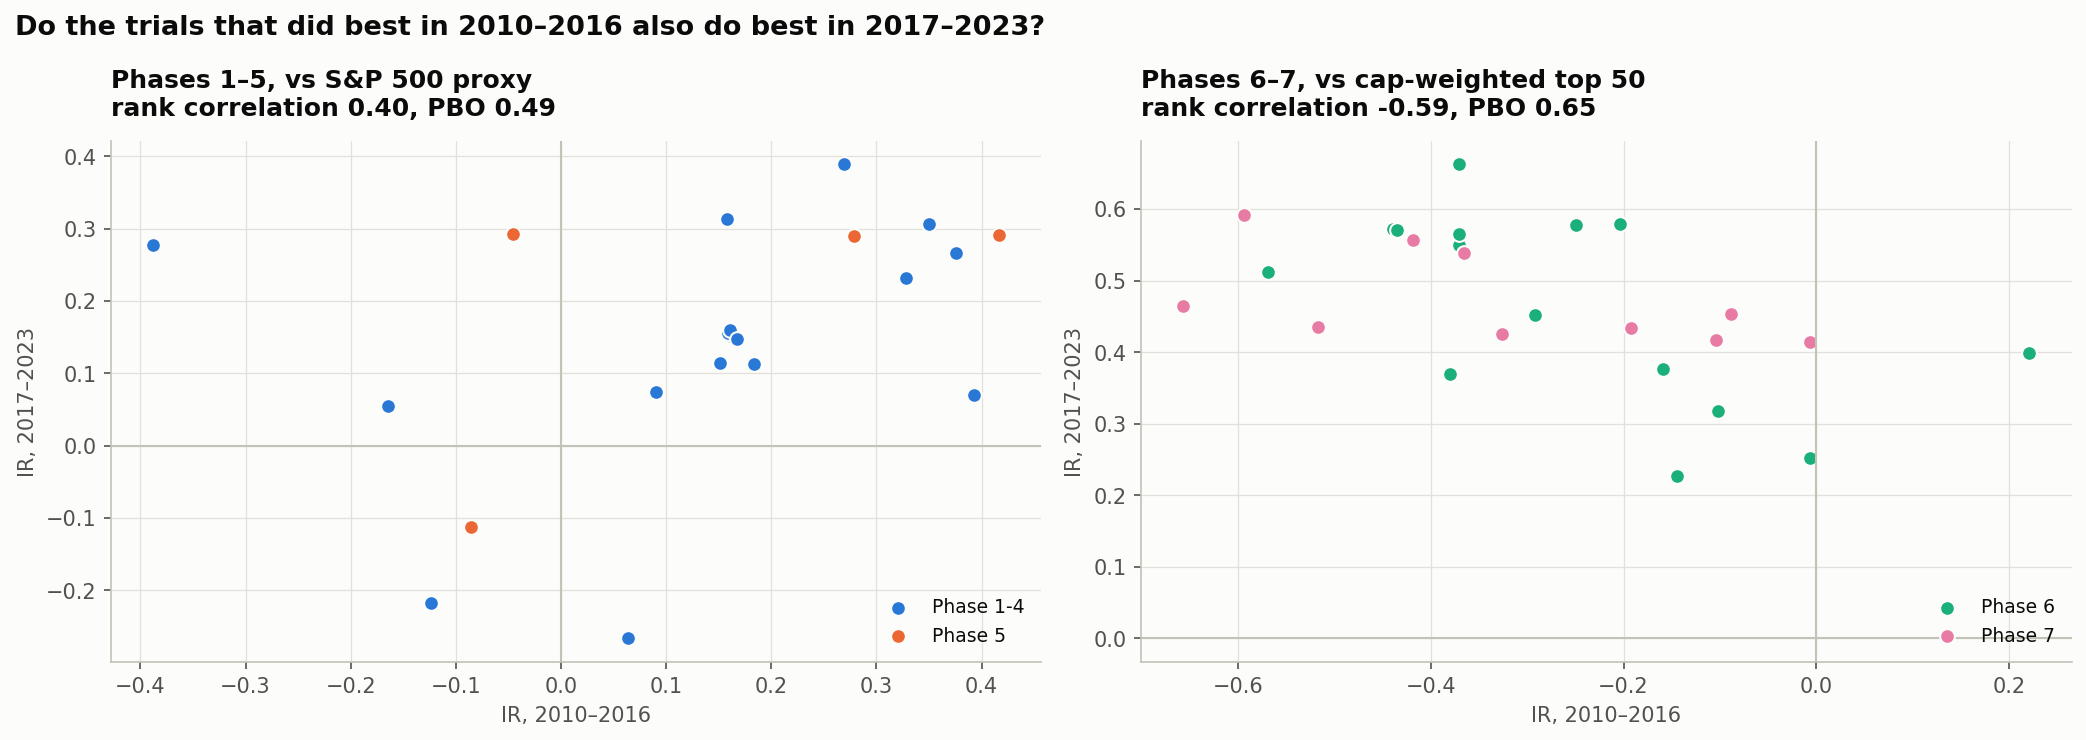 Do the trials that did best in 2010–2016 also do best in 2017–2023?
Phases 1–5, vs S&P 500 proxy
rank correlation 0.40, PBO 0.49
0.4
0.3
0.2
0.1
0.0
−0.1
−0.2
IR, 2017–2023
−0.4
−0.3
−0.2
−0.1
0.0
0.1
0.2
0.3
0.4
IR, 2010–2016
Phase 1-4
Phase 5
Phases 6–7, vs cap-weighted top 50
rank correlation -0.59, PBO 0.65
0.6
0.5
0.4
0.3
0.2
0.1
0.0
IR, 2017–2023
−0.6
−0.4
−0.2
0.0
0.2
IR, 2010–2016
Phase 6
Phase 7